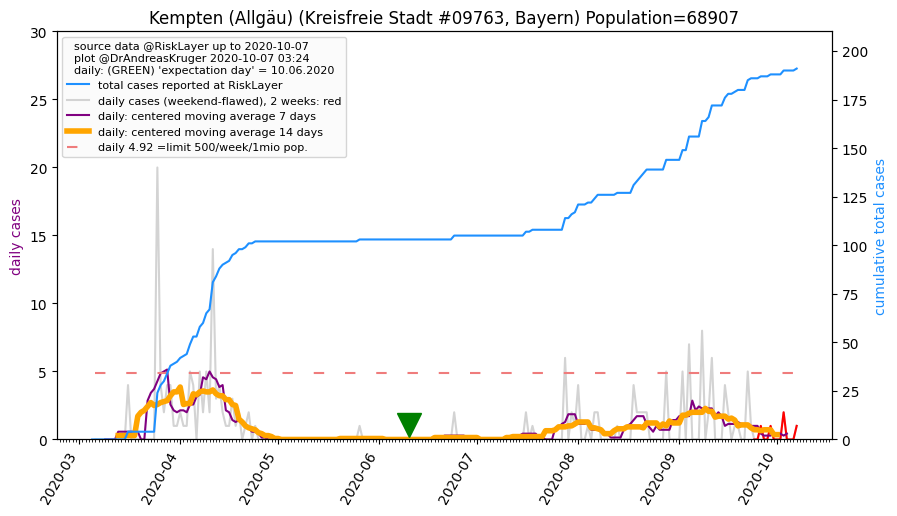 Kempten (Allgäu) (Kreisfreie Stadt #09763, Bayern) Population=68907
source data @RiskLayer up to 2020-10-07
plot @DrAndreasKruger 2020-10-07 03:24
daily: (GREEN) 'expectation day' = 10.06.2020
total cases reported at RiskLayer
daily cases (weekend-flawed), 2 weeks: red
daily: centered moving average 7 days
daily: centered moving average 14 days
daily 4.92 =limit 500/week/1mio pop.
daily cases
30
25
20
15
10
5
0
cumulative total cases
200
175
150
125
100
75
50
25
0
2020-03
2020-04
2020-05
2020-06
2020-07
2020-08
2020-09
2020-10